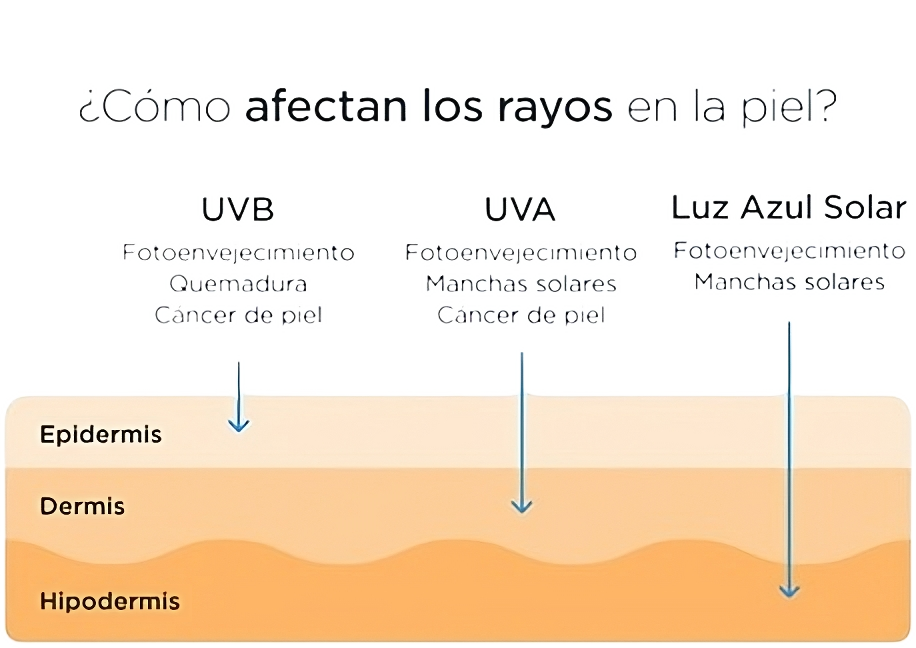 ¿Cómo afectan los rayos en la piel?
UVB
Fotoenvejecimiento
Quemadura
Cáncer de piel
UVA
Fotoenvejecimiento
Manchas solares
Cáncer de piel
Luz Azul Solar
Fotoenvejecimiento
Manchas solares
Epidermis
Dermis
Hipodermis